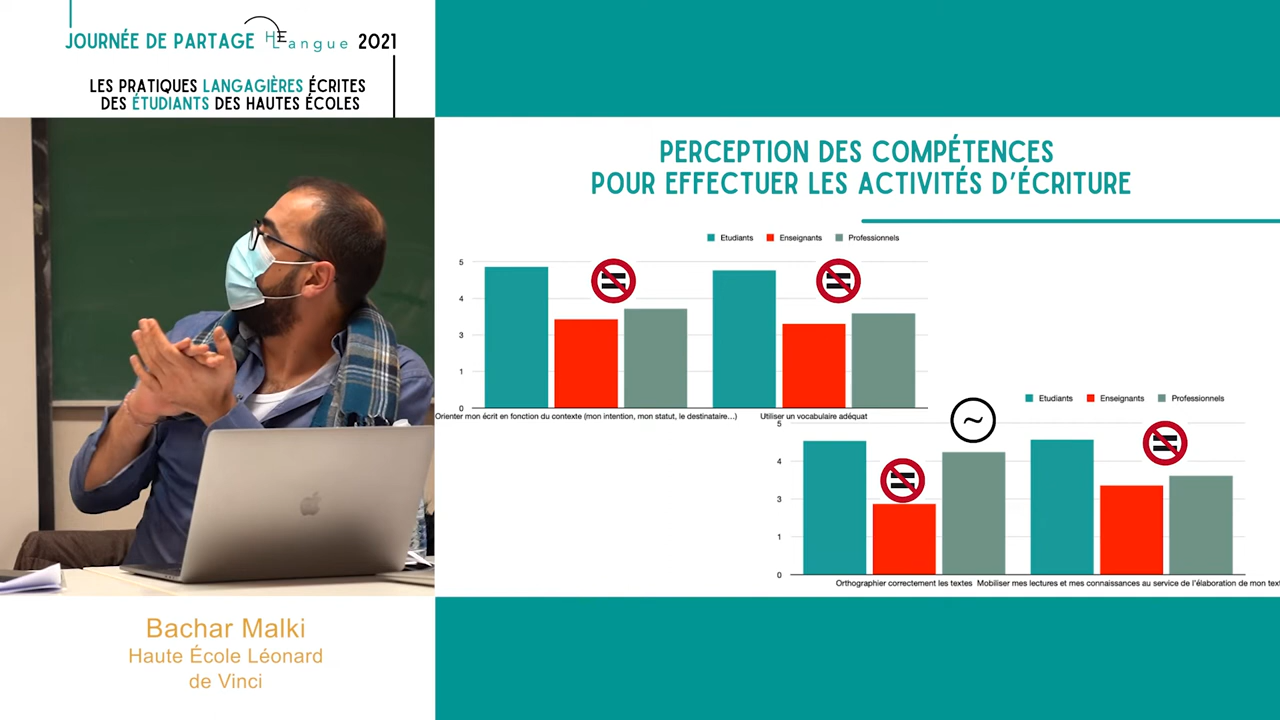 JOURNÉE DE PARTAGE HELangue 2021
LES PRATIQUES LANGAGIÈRES ÉCRITES
DES ÉTUDIANTS DES HAUTES ÉCOLES
PERCEPTION DES COMPÉTENCES
POUR EFFECTUER LES ACTIVITÉS D'ÉCRITURE
Etudiants Enseignants Professionnels
5
4
3
1
0
Orienter mon écrit en fonction du contexte (mon intention, mon statut, le destinataire…) Utiliser un vocabulaire adéquat
Etudiants Enseignants Professionnels
~
5
4
3
1
0
Orthographier correctement les textes Mobiliser mes lectures et mes connaissances au service de l'élaboration de mon tex
Bachar Malki
Haute École Léonard
de Vinci